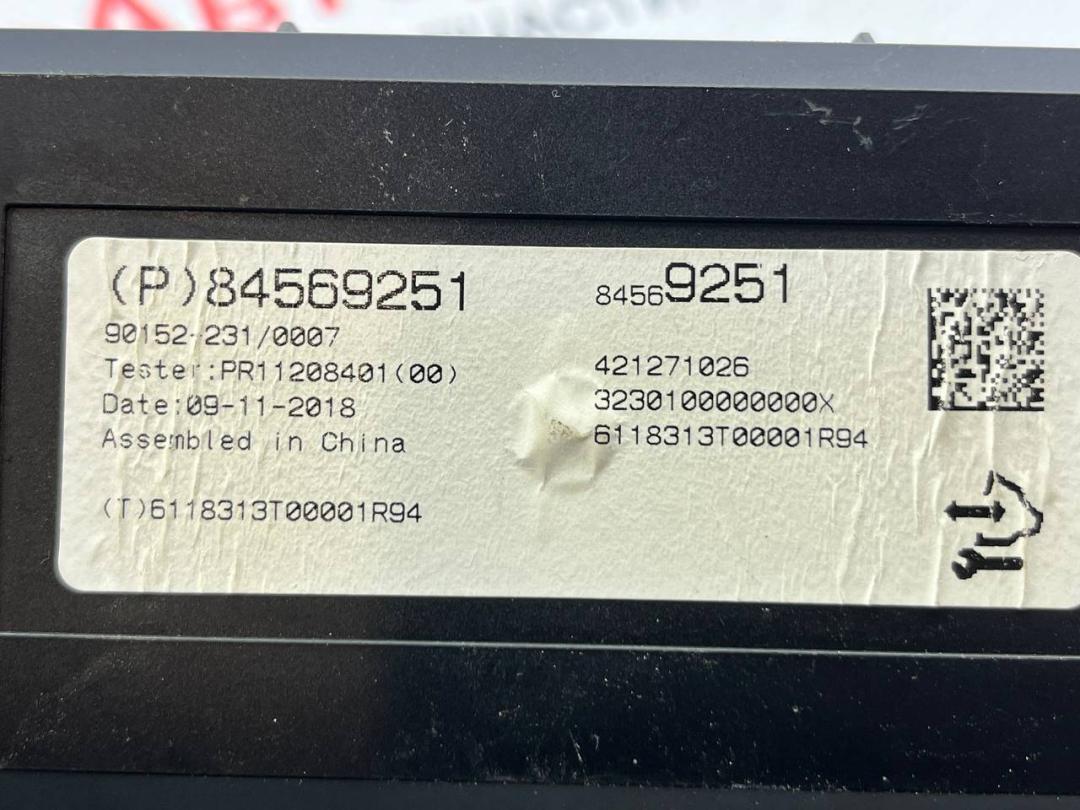 (P)84569251
90152-231/0007
Tester:PR11208401(00)
Date:09-11-2018
Assembled in China
(T)6118313T00001R94
84569251
421271026
3230100000000X
6118313T00001R94